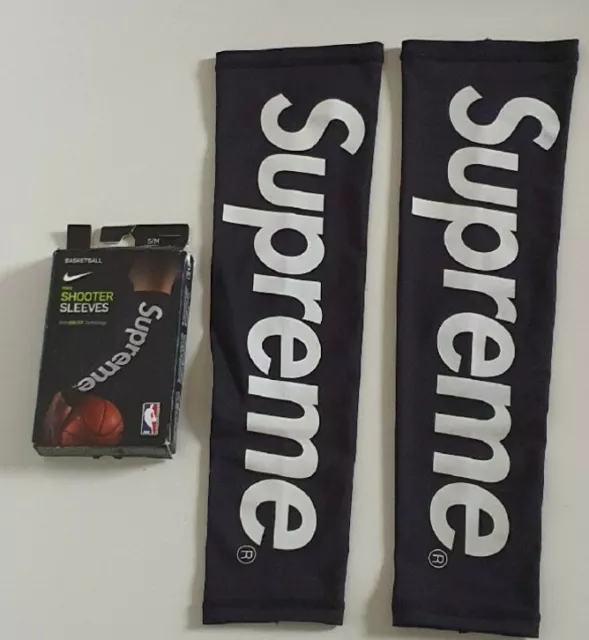 S/M
BASKETBALL
SHOOTER
SLEEVES
Supreme
Supreme
®
Supreme
®